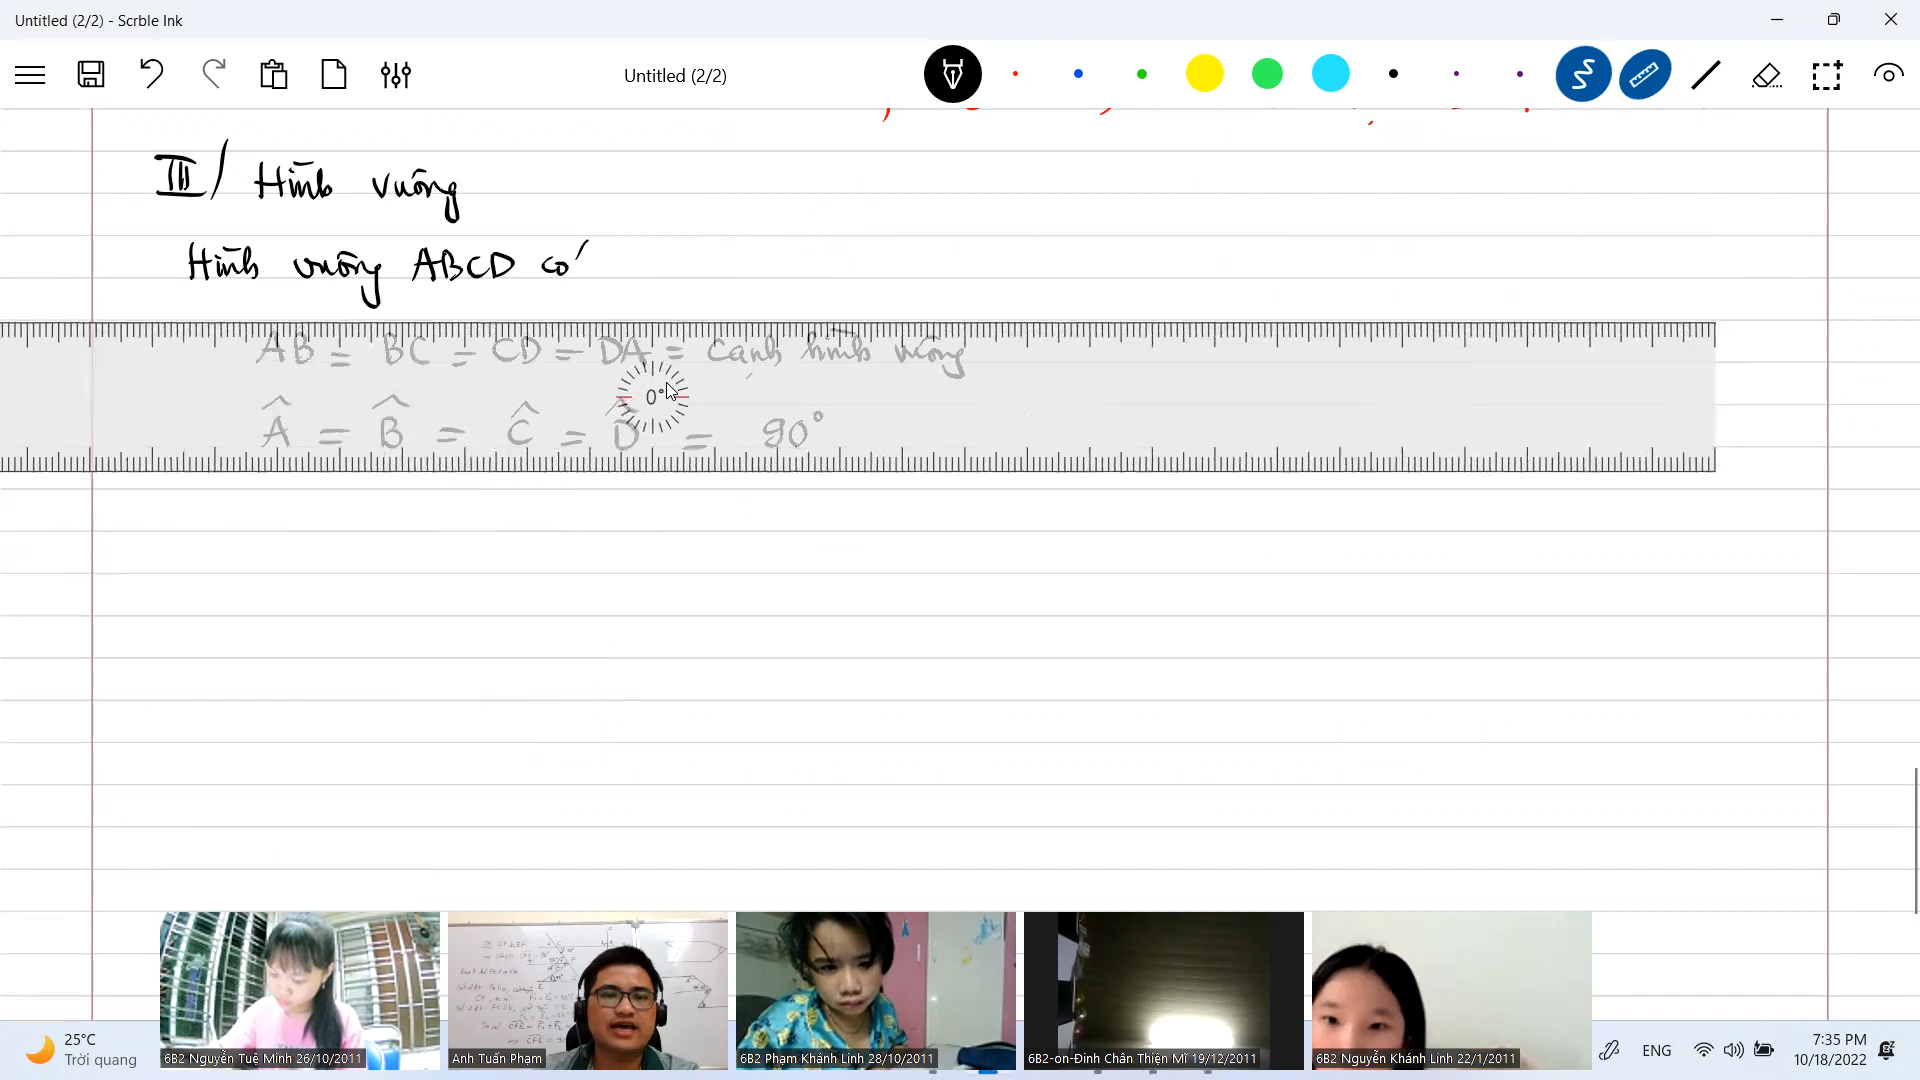 Untitled (2/2) - Scrble Ink
Untitled (2/2)
III/ Hình vuông
Hình vuông ABCD có
AB = BC = CD = DA = cạnh hình vuông
0°
Â = B̂ = Ĉ = D̂ = 90°
25°C
Trời quang
6B2 Nguyễn Tuệ Minh 26/10/2011
Anh Tuấn Phạm
6B2 Phạm Khánh Linh 28/10/2011
6B2-on-Đinh Chân Thiện Mĩ 19/12/2011
6B2 Nguyễn Khánh Linh 22/1/2011
ENG
7:35 PM
10/18/2022